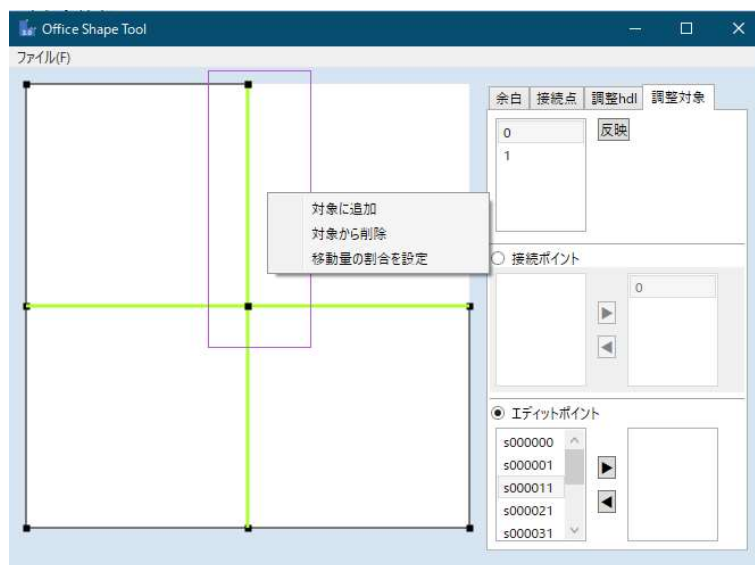 Office Shape Tool
ファイル(F)
余白 接続点 調整hdl 調整対象
0
反映
1
対象に追加
対象から削除
移動量の割合を設定
接続ポイント
0
エディットポイント
s000000
s000001
s000011
s000021
s000031